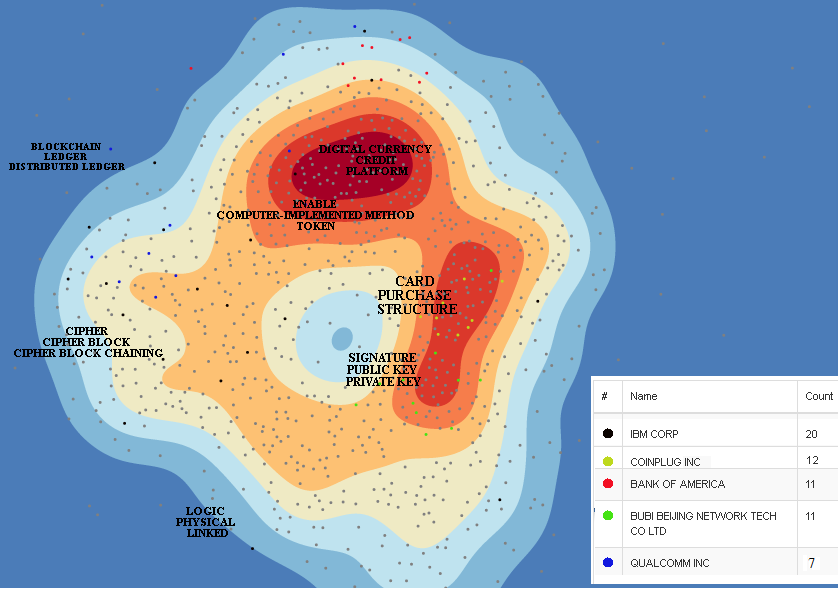 BLOCKCHAIN
LEDGER
DISTRIBUTED LEDGER
DIGITAL CURRENCY
CREDIT
PLATFORM
ENABLE
COMPUTER-IMPLEMENTED METHOD
TOKEN
CARD
PURCHASE
STRUCTURE
CIPHER
CIPHER BLOCK
CIPHER BLOCK CHAINING
SIGNATURE
PUBLIC KEY
PRIVATE KEY
LOGIC
PHYSICAL
LINKED
# Name Count
IBM CORP 20
COINPLUG INC 12
BANK OF AMERICA 11
BUBI BEIJING NETWORK TECH 11
CO LTD
QUALCOMM INC 7